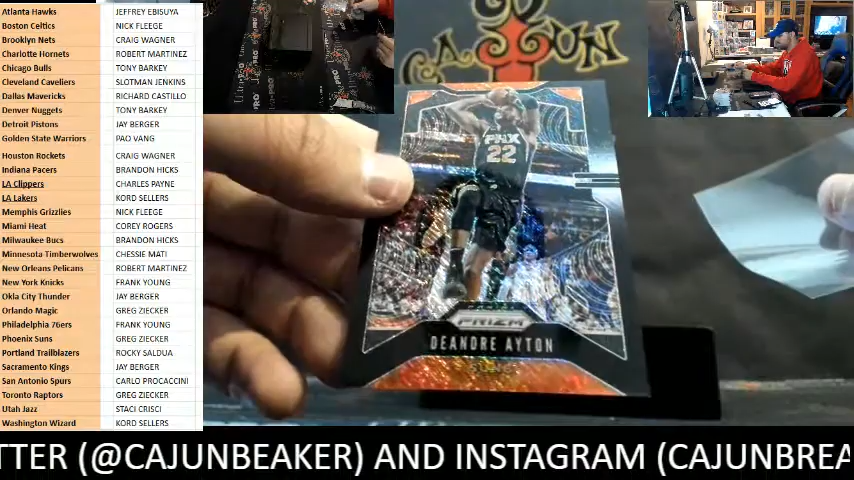 Atlanta Hawks JEFFREY EBISUYA
Boston Celtics NICK FLEEGE
Brooklyn Nets CRAIG WAGNER
Charlotte Hornets ROBERT MARTINEZ
Chicago Bulls TONY BARKEY
Cleveland Cavaliers SLOTMAN JENKINS
Dallas Mavericks RICHARD CASTILLO
Denver Nuggets TONY BARKEY
Detroit Pistons JAY BERGER
Golden State Warriors PAO VANG
Houston Rockets CRAIG WAGNER
Indiana Pacers BRANDON HICKS
LA Clippers CHARLES PAYNE
LA Lakers KORD SELLERS
Memphis Grizzlies NICK FLEEGE
Miami Heat COREY ROGERS
Milwaukee Bucs BRANDON HICKS
Minnesota Timberwolves CHESSIE MATI
New Orleans Pelicans ROBERT MARTINEZ
New York Knicks FRANK YOUNG
Okla City Thunder JAY BERGER
Orlando Magic GREG ZIECKER
Philadelphia 76ers FRANK YOUNG
Phoenix Suns GREG ZIECKER
Portland Trailblazers ROCKY SALDUA
Sacramento Kings JAY BERGER
San Antonio Spurs CARLO PROCACCINI
Toronto Raptors GREG ZIECKER
Utah Jazz STACI CRISCI
Washington Wizard KORD SELLERS
CAJUN
PHX
22
PRIZM
DEANDRE AYTON
SUNS
TTER (@CAJUNBEAKER) AND INSTAGRAM (CAJUNBREA